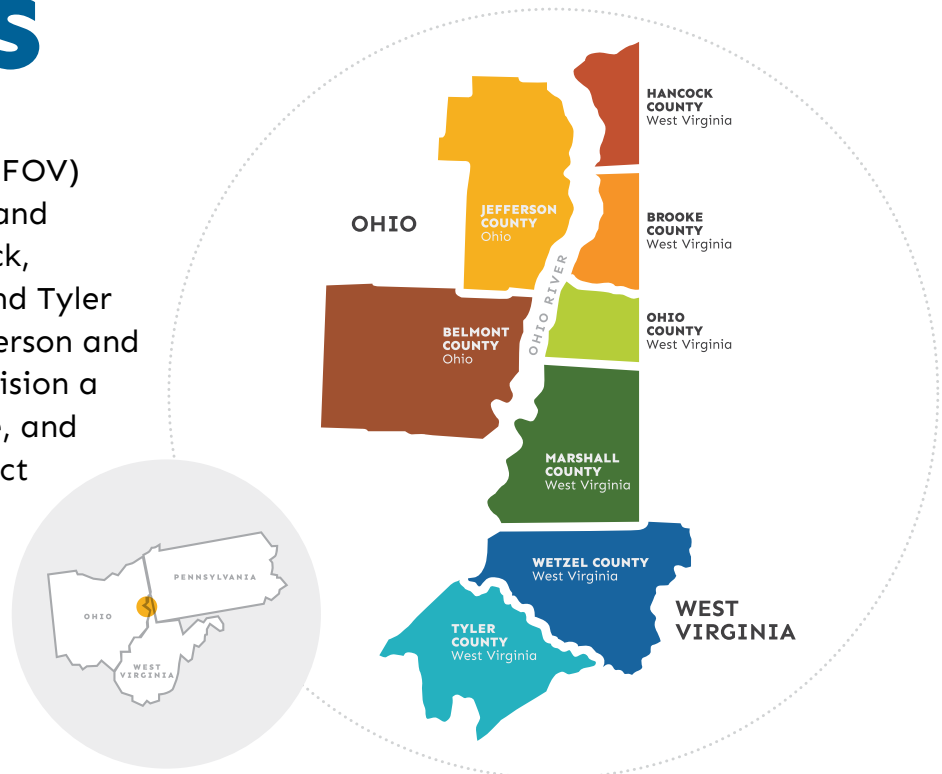 s
FOV)
and
ck,
nd Tyler
erson and
ision a
e, and
ct
HANCOCK
COUNTY
West Virginia
OHIO
JEFFERSON
COUNTY
Ohio
BROOKE
COUNTY
West Virginia
OHIO RIVER
BELMONT
COUNTY
Ohio
OHIO
COUNTY
West Virginia
MARSHALL
COUNTY
West Virginia
WETZEL COUNTY
West Virginia
WEST
VIRGINIA
TYLER
COUNTY
West Virginia
PENNSYLVANIA
OHIO
WEST
VIRGINIA